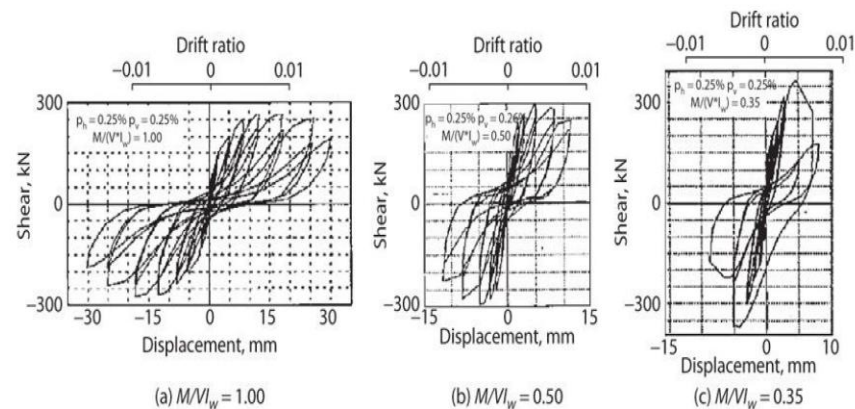 Drift ratio
−0.01 0 0.01
300
p_h = 0.25% p_v = 0.25%
M/(V*l_w) = 1.00
Shear, kN
0
−300
−30 −15 0 15 30
Displacement, mm
(a) M/Vl_w = 1.00
Drift ratio
−0.01 0 0.01
300
p_h = 0.25% p_v = 0.26%
M/(V*l_w) = 0.50
Shear, kN
0
−300
−15 0 15
Displacement, mm
(b) M/Vl_w = 0.50
Drift ratio
−0.01 0 0.01
300
p_h = 0.25% p_v = 0.25%
M/(V*l_w) = 0.35
Shear, kN
0
−300
−15 0 10
Displacement, mm
(c) M/Vl_w = 0.35